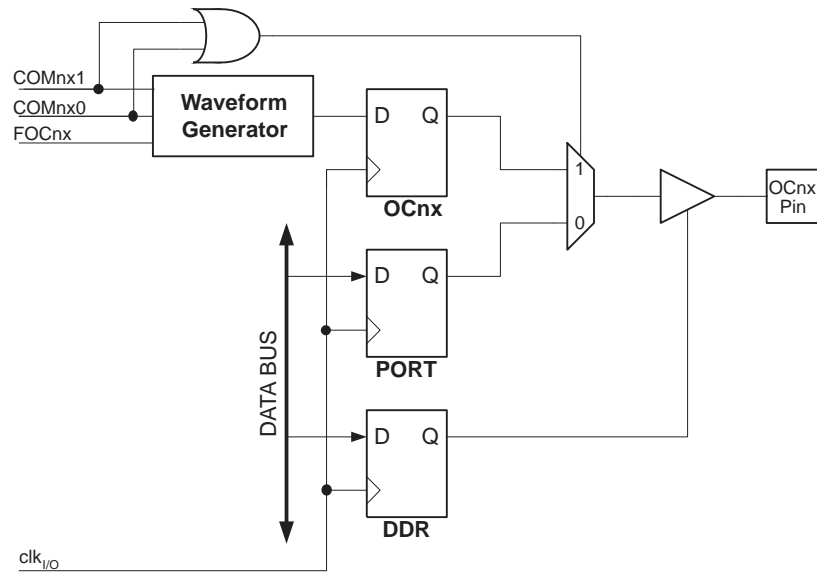 COMnx1
COMnx0
FOCnx
Waveform
Generator
D Q
OCnx
1
0
OCnx
Pin
D Q
PORT
DATA BUS
D Q
DDR
clkI/O